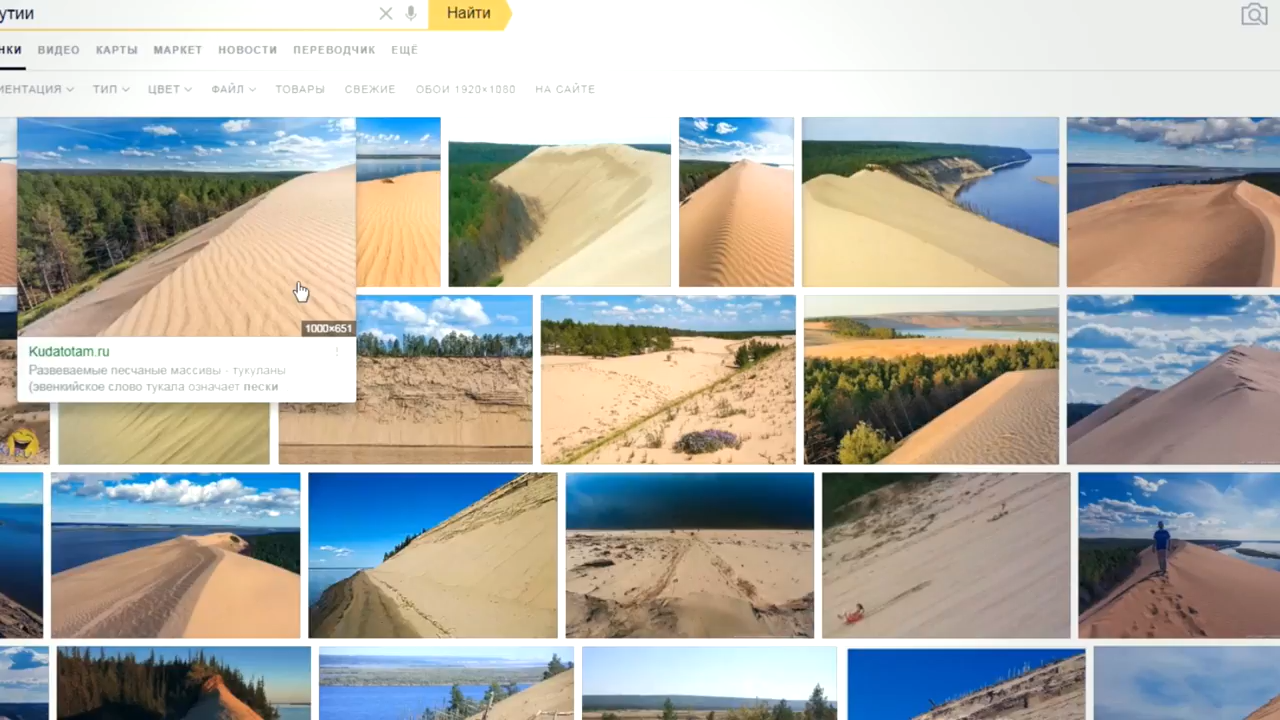 утии
Найти
НКИ ВИДЕО КАРТЫ МАРКЕТ НОВОСТИ ПЕРЕВОДЧИК ЕЩЁ
ИЕНТАЦИЯ ТИП ЦВЕТ ФАЙЛ ТОВАРЫ СВЕЖИЕ ОБОИ 1920×1080 НА САЙТЕ
1000×651
Kudatotam.ru
Развеваемые песчаные массивы - тукуланы
(эвенкийское слово тукала означает пески